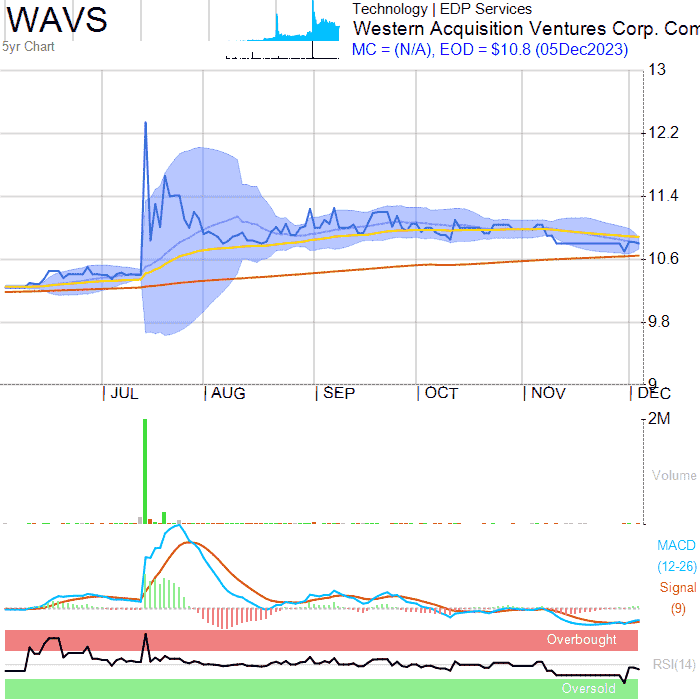 WAVS
Technology | EDP Services
Western Acquisition Ventures Corp. Com
5yr Chart
MC = (N/A), EOD = $10.8 (05Dec2023)
13
12.2
11.4
10.6
9.8
9
JUL AUG SEP OCT NOV DEC
2M
Volume
MACD
(12-26)
Signal
(9)
Overbought
RSI(14)
Oversold